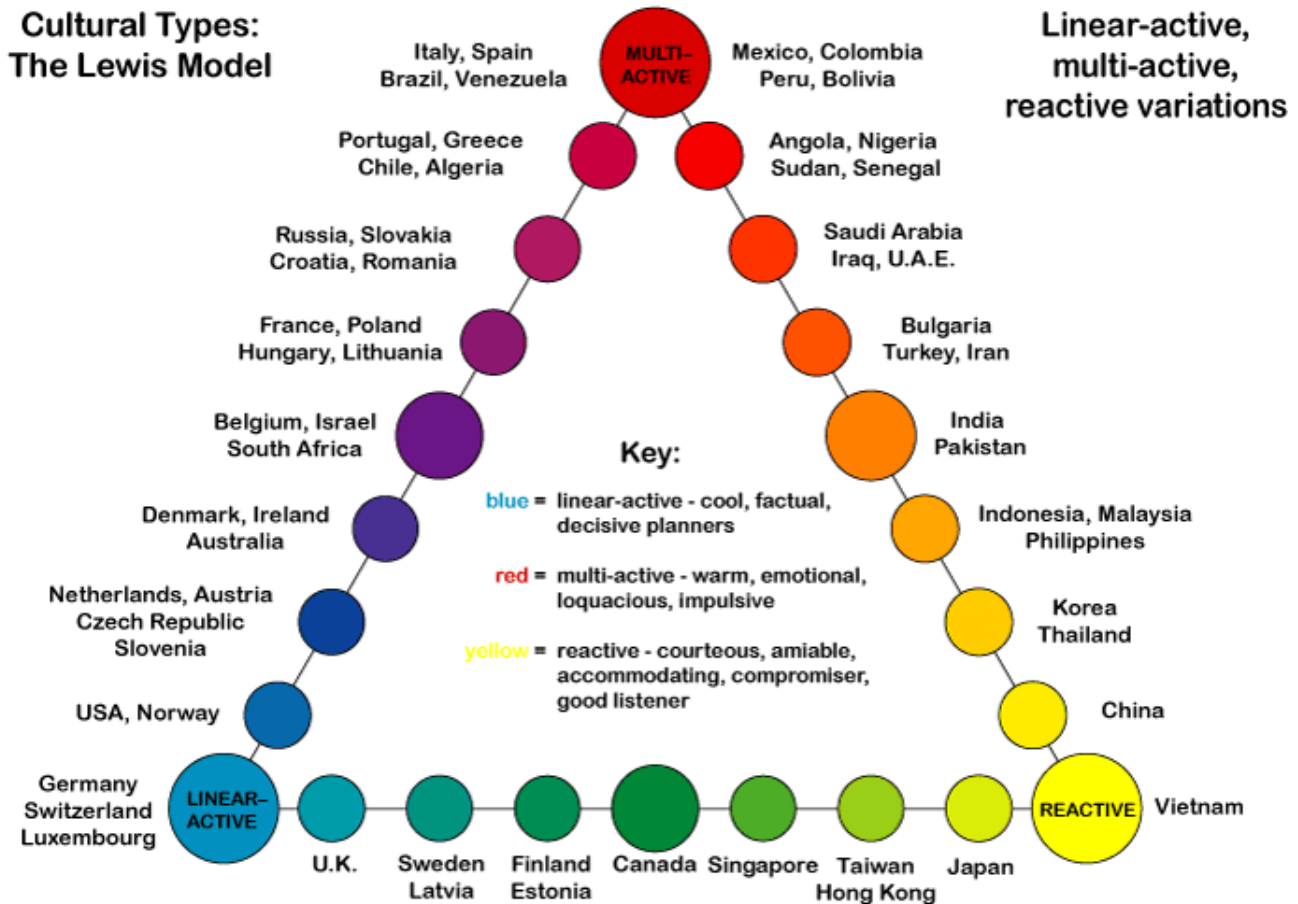 Cultural Types:
The Lewis Model
Linear-active,
multi-active,
reactive variations
MULTI–
ACTIVE
Italy, Spain
Brazil, Venezuela
Mexico, Colombia
Peru, Bolivia
Portugal, Greece
Chile, Algeria
Angola, Nigeria
Sudan, Senegal
Russia, Slovakia
Croatia, Romania
Saudi Arabia
Iraq, U.A.E.
France, Poland
Hungary, Lithuania
Bulgaria
Turkey, Iran
Belgium, Israel
South Africa
India
Pakistan
Key:
blue = linear-active - cool, factual,
decisive planners
red = multi-active - warm, emotional,
loquacious, impulsive
yellow = reactive - courteous, amiable,
accommodating, compromiser,
good listener
Denmark, Ireland
Australia
Indonesia, Malaysia
Philippines
Netherlands, Austria
Czech Republic
Slovenia
Korea
Thailand
USA, Norway
China
Germany
Switzerland
Luxembourg
LINEAR–
ACTIVE
REACTIVE
Vietnam
U.K.
Sweden
Latvia
Finland
Estonia
Canada
Singapore
Taiwan
Hong Kong
Japan